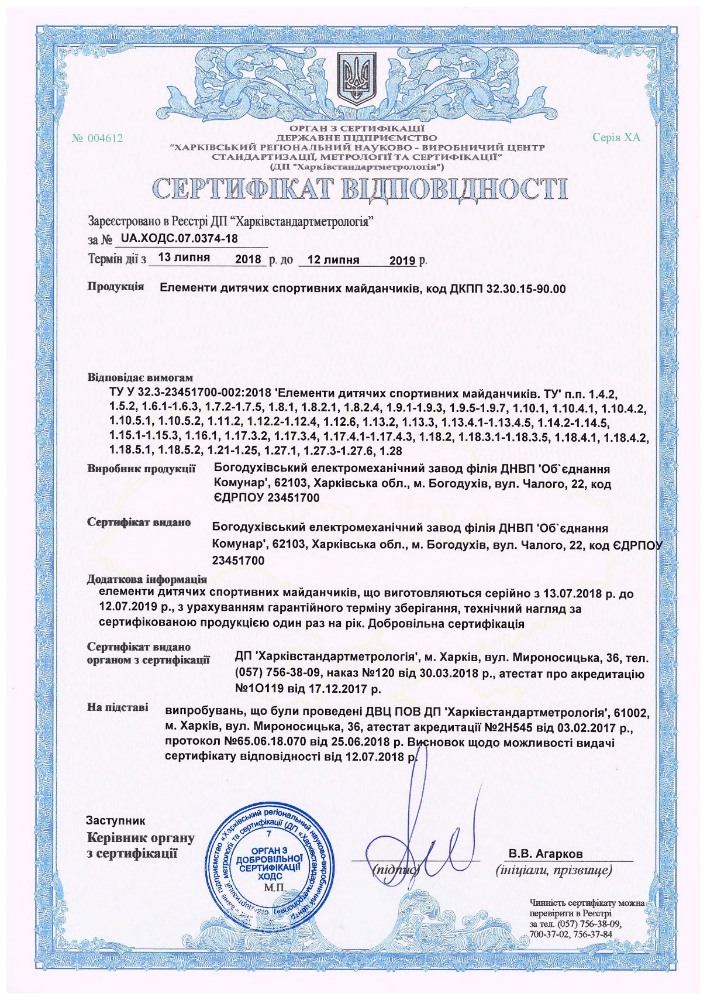 ОРГАН З СЕРТИФІКАЦІЇ
ДЕРЖАВНЕ ПІДПРИЄМСТВО
"ХАРКІВСЬКИЙ РЕГІОНАЛЬНИЙ НАУКОВО - ВИРОБНИЧИЙ ЦЕНТР
СТАНДАРТИЗАЦІЇ, МЕТРОЛОГІЇ ТА СЕРТИФІКАЦІЇ"
(ДП "Харківстандартметрологія")
№ 004612
Серія ХА
СЕРТИФІКАТ ВІДПОВІДНОСТІ
Зареєстровано в Реєстрі ДП “Харківстандартметрологія”
за № UA.ХОДС.07.0374-18
Термін дії з 13 липня 2018 р. до 12 липня 2019 р.
Продукція Елементи дитячих спортивних майданчиків, код ДКПП 32.30.15-90.00
Відповідає вимогам
ТУ У 32.3-23451700-002:2018 'Елементи дитячих спортивних майданчиків. ТУ' п.п. 1.4.2,
1.5.2, 1.6.1-1.6.3, 1.7.2-1.7.5, 1.8.1, 1.8.2.1, 1.8.2.4, 1.9.1-1.9.3, 1.9.5-1.9.7, 1.10.1, 1.10.4.1, 1.10.4.2,
1.10.5.1, 1.10.5.2, 1.11.2, 1.12.2-1.12.4, 1.12.6, 1.13.2, 1.13.3, 1.13.4.1-1.13.4.5, 1.14.2-1.14.5,
1.15.1-1.15.3, 1.16.1, 1.17.3.2, 1.17.3.4, 1.17.4.1-1.17.4.3, 1.18.2, 1.18.3.1-1.18.3.5, 1.18.4.1, 1.18.4.2,
1.18.5.1, 1.18.5.2, 1.21-1.25, 1.27.1, 1.27.3-1.27.6, 1.28
Виробник продукції Богодухівський електромеханічний завод філія ДНВП 'Об`єднання
Комунар', 62103, Харківська обл., м. Богодухів, вул. Чалого, 22, код
ЄДРПОУ 23451700
Сертифікат видано Богодухівський електромеханічний завод філія ДНВП 'Об`єднання
Комунар', 62103, Харківська обл., м. Богодухів, вул. Чалого, 22, код ЄДРПОУ
23451700
Додаткова інформація
елементи дитячих спортивних майданчиків, що виготовляються серійно з 13.07.2018 р. до
12.07.2019 р., з урахуванням гарантійного терміну зберігання, технічний нагляд за
сертифікованою продукцією один раз на рік. Добровільна сертифікація
Сертифікат видано
органом з сертифікації ДП 'Харківстандартметрологія', м. Харків, вул. Мироносицька, 36, тел.
(057) 756-38-09, наказ №120 від 30.03.2018 р., атестат про акредитацію
№1О119 від 17.12.2017 р.
На підставі випробувань, що були проведені ДВЦ ПОВ ДП 'Харківстандартметрологія', 61002,
м. Харків, вул. Мироносицька, 36, атестат акредитації №2Н545 від 03.02.2017 р.,
протокол №65.06.18.070 від 25.06.2018 р. Висновок щодо можливості видачі
сертифікату відповідності від 12.07.2018 р.
Заступник
Керівник органу
з сертифікації
підприємство «Харківський регіональний науково-виробничий центр
метрології та сертифікації (ДП «Харківстандартметрологія»)
7
ОРГАН З
ДОБРОВІЛЬНОЇ
СЕРТИФІКАЦІЇ
ХОДС
М.П.
(підпис)
В.В. Агарков
(ініціали, прізвище)
Чинність сертифікату можна
перевірити в Реєстрі
за тел. (057) 756-38-09,
700-37-02, 756-37-84